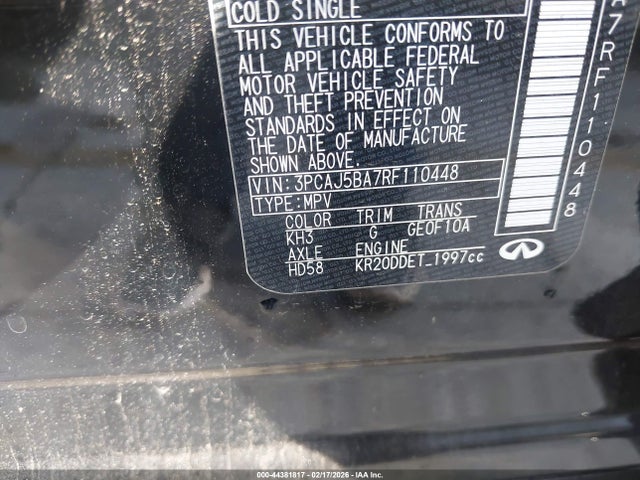 COLD SINGLE
THIS VEHICLE CONFORMS TO
ALL APPLICABLE FEDERAL
MOTOR VEHICLE SAFETY
AND THEFT PREVENTION
STANDARDS IN EFFECT ON
THE DATE OF MANUFACTURE
SHOWN ABOVE.
VIN:3PCAJ5BA7RF110448
TYPE:MPV
COLOR TRIM TRANS
KH3 G GE0F10A
AXLE ENGINE
HD58 KR20DDET_1997cc
A7RF110448
INFINITI
000-44381817 - 02/17/2026 - IAA Inc.